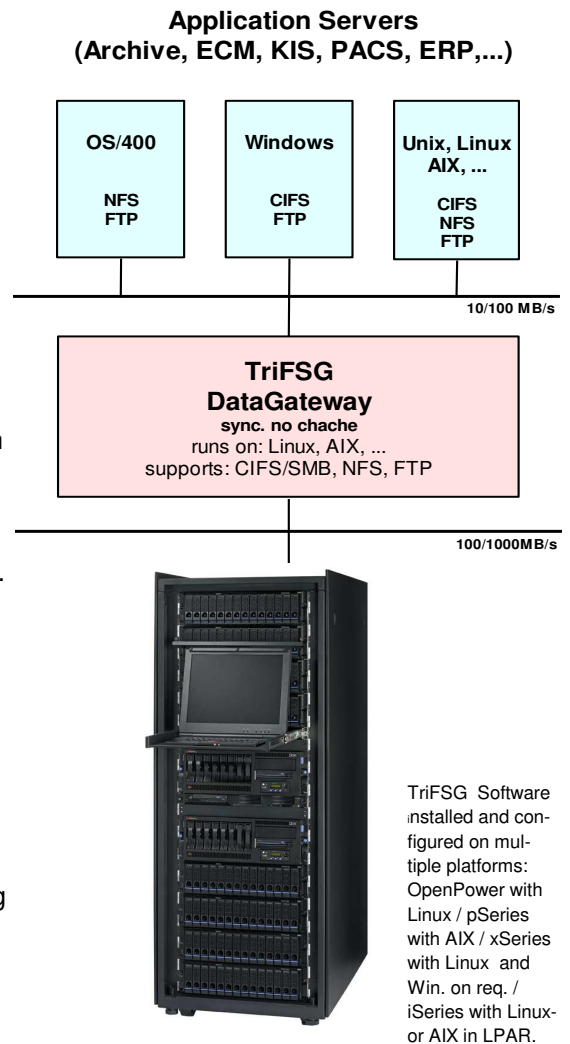 Application Servers
(Archive, ECM, KIS, PACS, ERP,...)
OS/400
NFS
FTP
Windows
CIFS
FTP
Unix, Linux
AIX, ...
CIFS
NFS
FTP
10/100 MB/s
TriFSG
DataGateway
sync. no chache
runs on: Linux, AIX, ...
supports: CIFS/SMB, NFS, FTP
100/1000MB/s
TriFSG Software
installed and con-
figured on mul-
tiple platforms:
OpenPower with
Linux / pSeries
with AIX / xSeries
with Linux and
Win. on req. /
iSeries with Linux-
or AIX in LPAR.